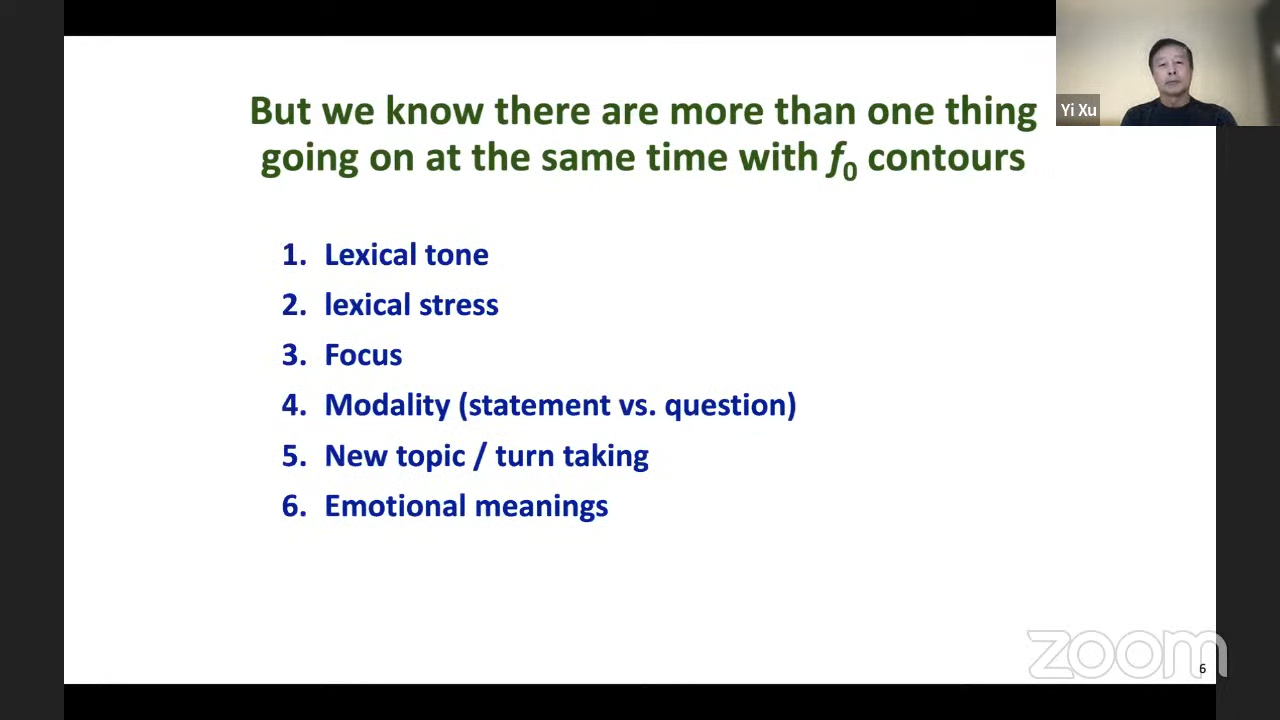 But we know there are more than one thing
going on at the same time with f0 contours
1. Lexical tone
2. lexical stress
3. Focus
4. Modality (statement vs. question)
5. New topic / turn taking
6. Emotional meanings
Yi Xu
zoom
6